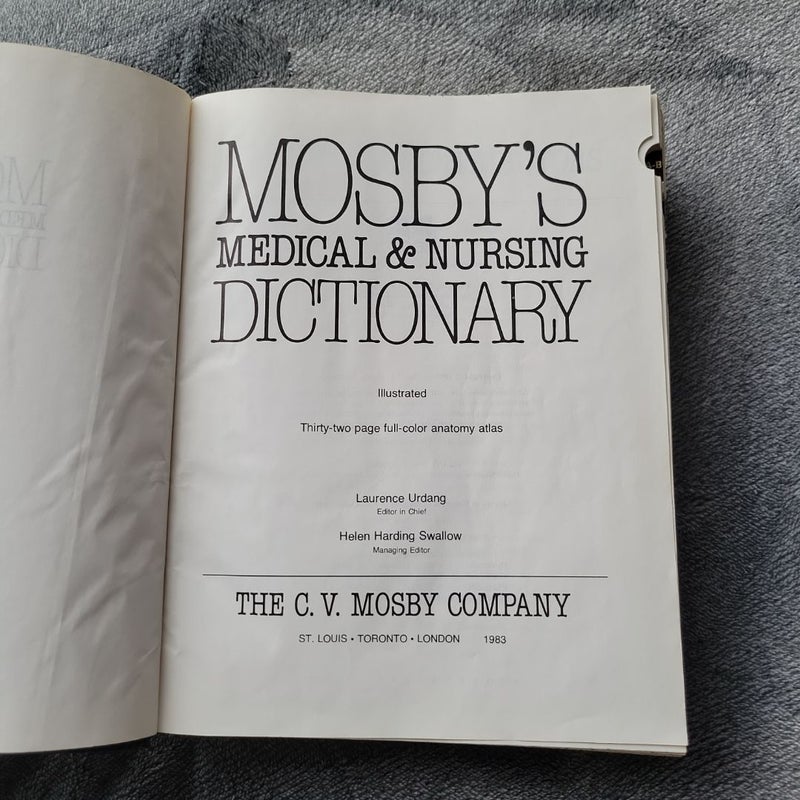 MOSBY'S
MEDICAL & NURSING
DICTIONARY
Illustrated
Thirty-two page full-color anatomy atlas
Laurence Urdang
Editor in Chief
Helen Harding Swallow
Managing Editor
THE C. V. MOSBY COMPANY
ST. LOUIS • TORONTO • LONDON 1983